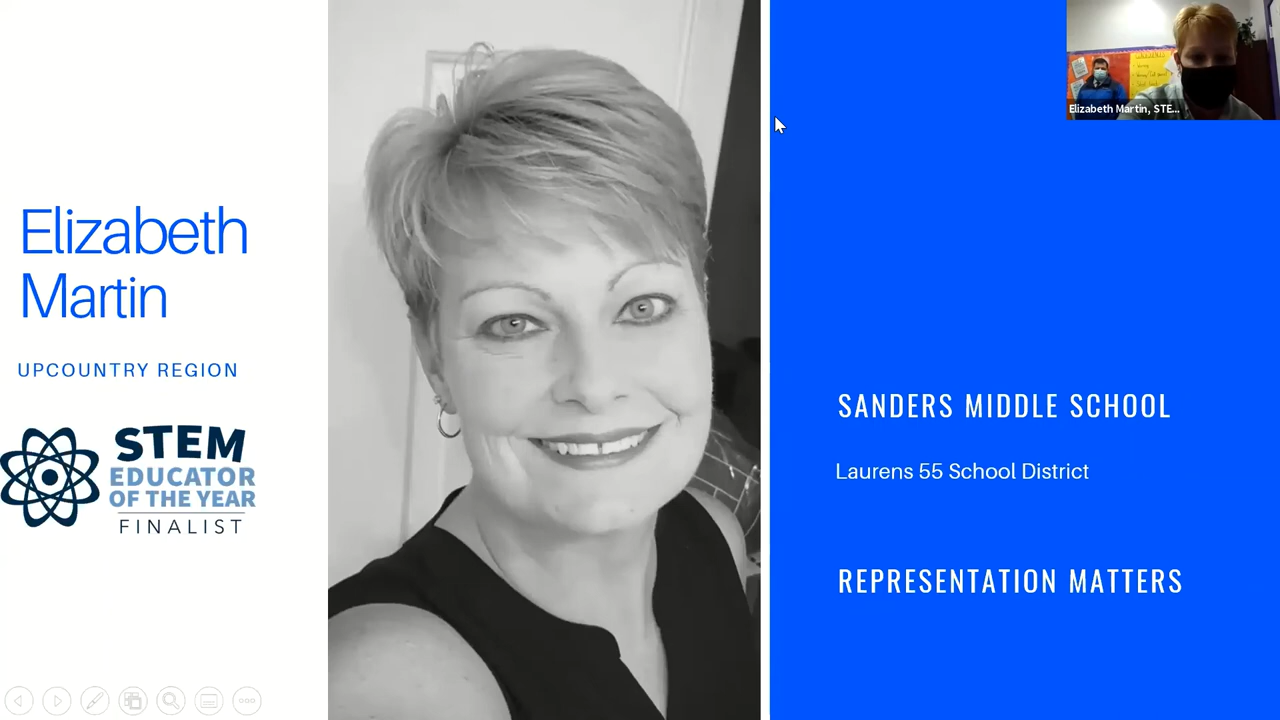 Elizabeth
Martin
UPCOUNTRY REGION
STEM
EDUCATOR
OF THE YEAR
FINALIST
SANDERS MIDDLE SCHOOL
Laurens 55 School District
REPRESENTATION MATTERS
Elizabeth Martin, STE...